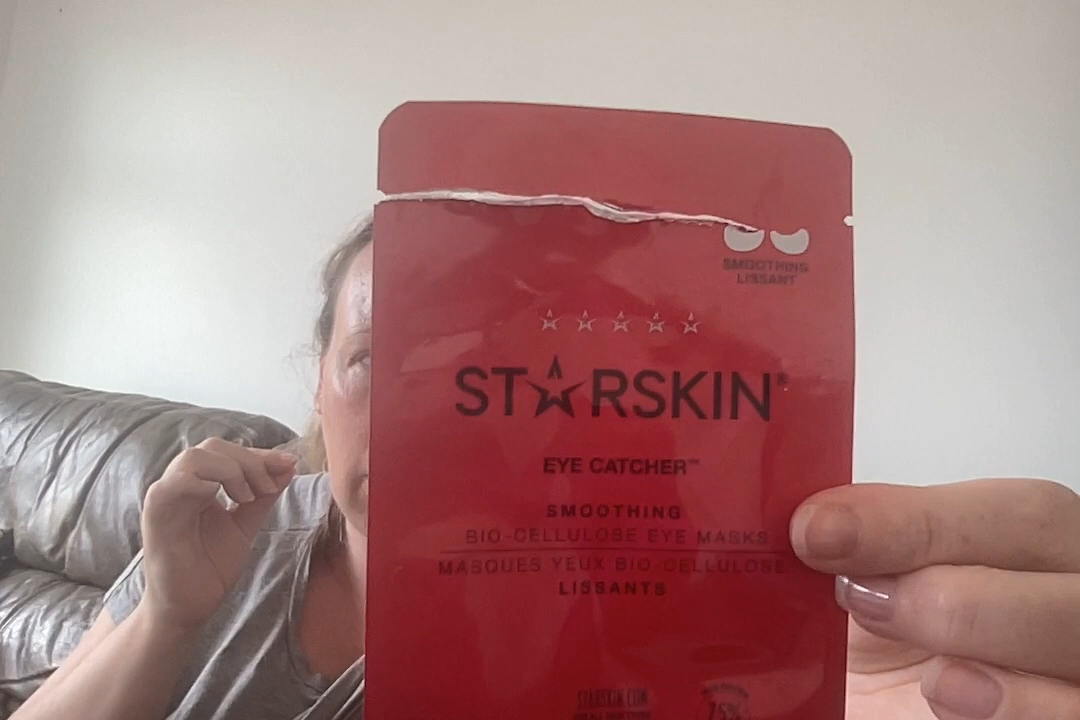 SMOOTHING
LISSANT
STARSKIN®
EYE CATCHER™
SMOOTHING
BIO-CELLULOSE EYE MASKS
MASQUES YEUX BIO-CELLULOSE
LISSANTS
STARSKIN.COM